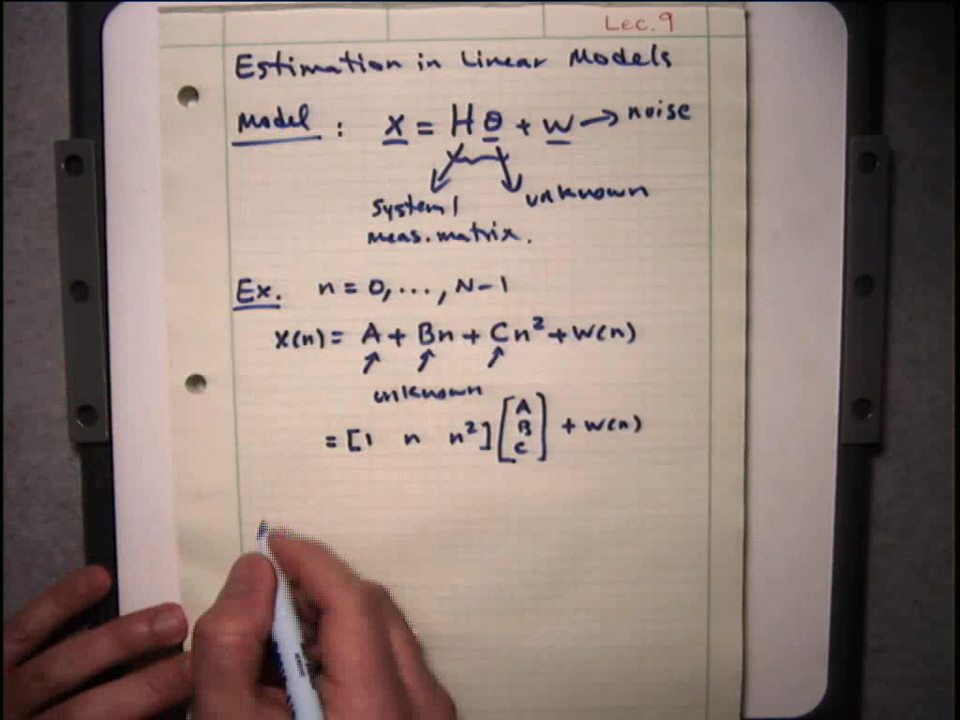 Lec. 9
Estimation in Linear Models
Model : x = H θ + w → noise
system/ unknown
meas. matrix.
Ex. n = 0, ..., N-1
x(n) = A + Bn + Cn² + w(n)
unknown
= [1 n n²] [A B C] + w(n)